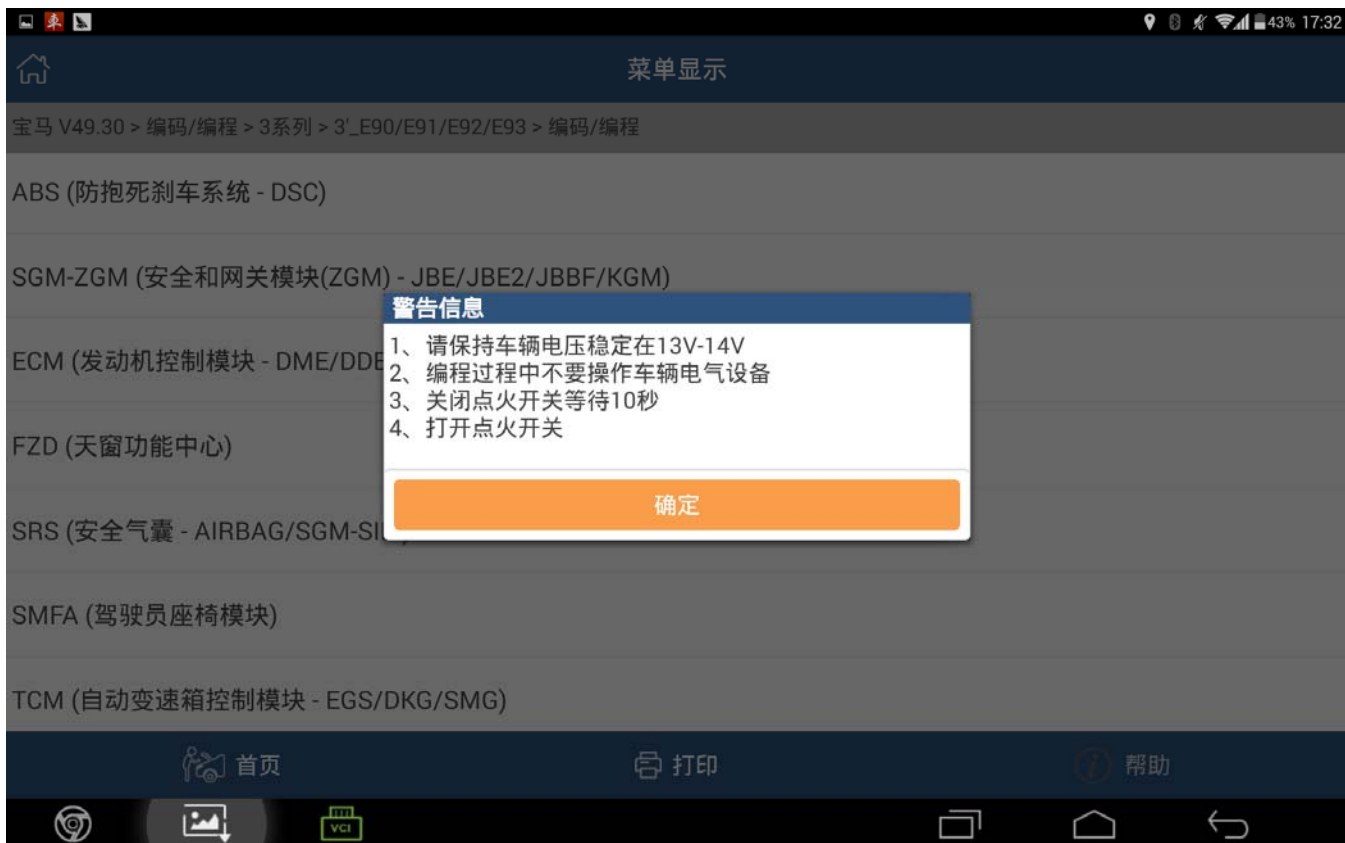 43% 17:32
菜单显示
宝马 V49.30 > 编码/编程 > 3系列 > 3'_E90/E91/E92/E93 > 编码/编程
ABS (防抱死刹车系统 - DSC)
SGM-ZGM (安全和网关模块(ZGM) - JBE/JBE2/JBBF/KGM)
警告信息
1、请保持车辆电压稳定在13V-14V
ECM (发动机控制模块 - DME/DDE
2、编程过程中不要操作车辆电气设备
3、关闭点火开关等待10秒
4、打开点火开关
FZD (天窗功能中心)
确定
SRS (安全气囊 - AIRBAG/SGM-SI
SMFA (驾驶员座椅模块)
TCM (自动变速箱控制模块 - EGS/DKG/SMG)
首页 打印 帮助
VCI